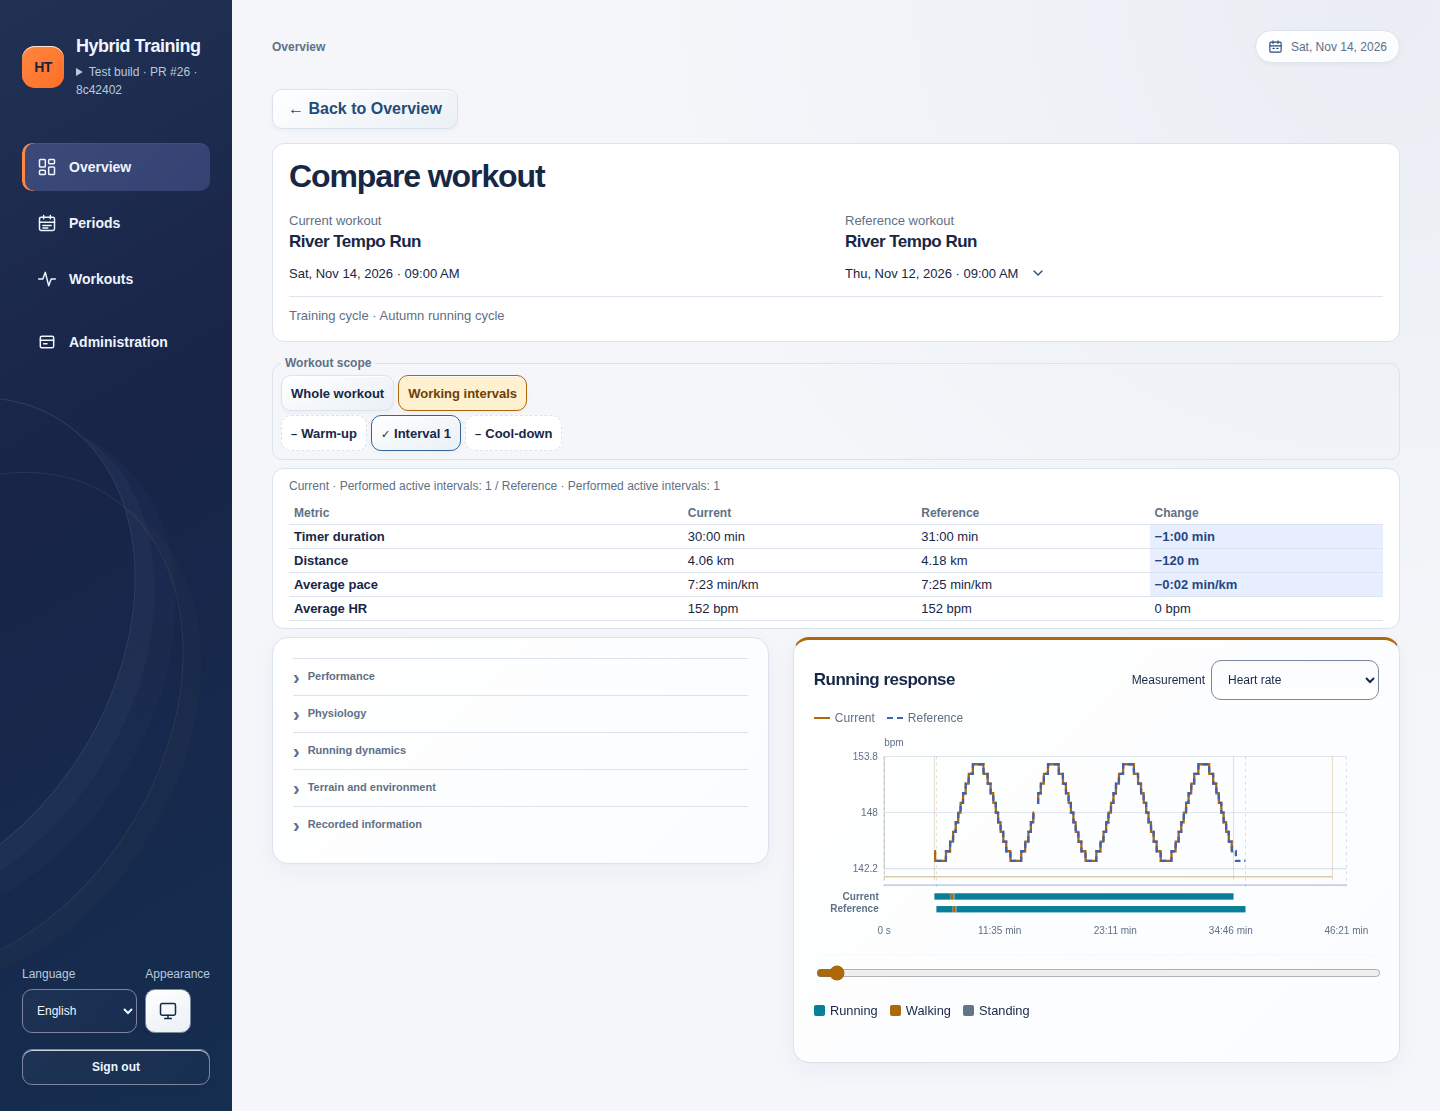 HT
Hybrid Training
▶ Test build · PR #26 ·
8c42402
Overview
Periods
Workouts
Administration
Language
Appearance
English
Sign out
Overview
Sat, Nov 14, 2026
← Back to Overview
Compare workout
Current workout
River Tempo Run
Sat, Nov 14, 2026 · 09:00 AM
Reference workout
River Tempo Run
Thu, Nov 12, 2026 · 09:00 AM
Training cycle · Autumn running cycle
Workout scope
Whole workout
Working intervals
– Warm-up
✓ Interval 1
– Cool-down
Current · Performed active intervals: 1 / Reference · Performed active intervals: 1
Metric Current Reference Change
Timer duration 30:00 min 31:00 min −1:00 min
Distance 4.06 km 4.18 km −120 m
Average pace 7:23 min/km 7:25 min/km −0:02 min/km
Average HR 152 bpm 152 bpm 0 bpm
› Performance
› Physiology
› Running dynamics
› Terrain and environment
› Recorded information
Running response
Measurement
Heart rate
Current
Reference
bpm
153.8
148
142.2
Current
Reference
0 s 11:35 min 23:11 min 34:46 min 46:21 min
Running
Walking
Standing